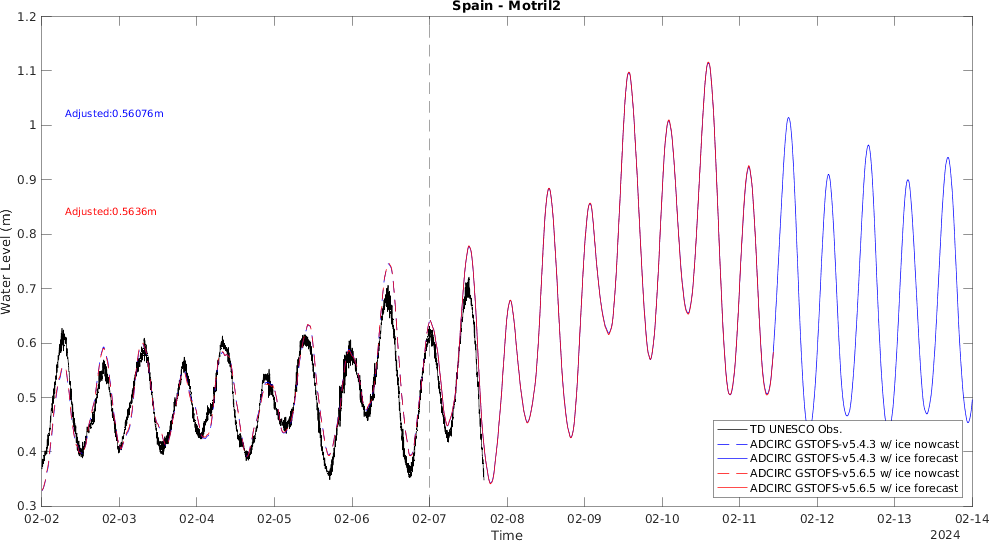 Spain - Motril2
1.2
1.1
1
0.9
0.8
0.7
0.6
0.5
0.4
0.3
Water Level (m)
Adjusted:0.56076m
Adjusted:0.5636m
TD UNESCO Obs.
ADCIRC GSTOFS-v5.4.3 w/ ice nowcast
ADCIRC GSTOFS-v5.4.3 w/ ice forecast
ADCIRC GSTOFS-v5.6.5 w/ ice nowcast
ADCIRC GSTOFS-v5.6.5 w/ ice forecast
02-02 02-03 02-04 02-05 02-06 02-07 02-08 02-09 02-10 02-11 02-12 02-13 02-14
Time
2024